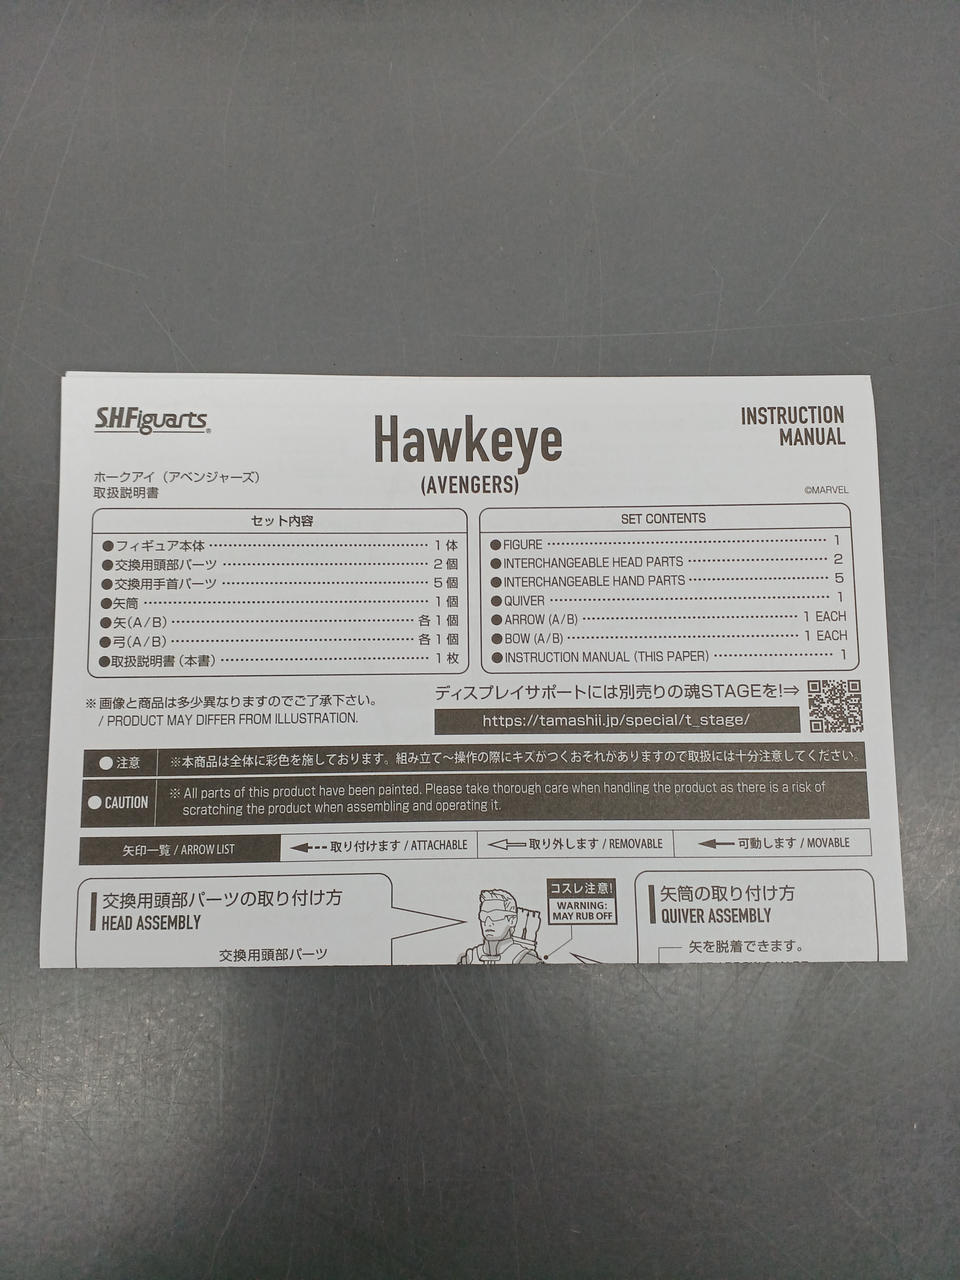 S.H.Figuarts®
Hawkeye
(AVENGERS)
INSTRUCTION
MANUAL
ホークアイ（アベンジャーズ）
取扱説明書
©MARVEL
セット内容
●フィギュア本体 1体
●交換用頭部パーツ 2個
●交換用手首パーツ 5個
●矢筒 1個
●矢(A/B) 各1個
●弓(A/B) 各1個
●取扱説明書(本書) 1枚
SET CONTENTS
●FIGURE 1
●INTERCHANGEABLE HEAD PARTS 2
●INTERCHANGEABLE HAND PARTS 5
●QUIVER 1
●ARROW (A/B) 1 EACH
●BOW (A/B) 1 EACH
●INSTRUCTION MANUAL (THIS PAPER) 1
※画像と商品は多少異なりますのでご了承下さい。
/ PRODUCT MAY DIFFER FROM ILLUSTRATION.
ディスプレイサポートには別売りの魂STAGEを!⇒
https://tamashii.jp/special/t_stage/
●注意 ※本商品は全体に彩色を施しております。組み立て～操作の際にキズがつくおそれがありますので取扱には十分注意してください。
●CAUTION ※ All parts of this product have been painted. Please take thorough care when handling the product as there is a risk of
scratching the product when assembling and operating it.
矢印一覧 / ARROW LIST
取り付けます / ATTACHABLE
取り外します / REMOVABLE
可動します / MOVABLE
交換用頭部パーツの取り付け方
HEAD ASSEMBLY
交換用頭部パーツ
コスレ注意!
WARNING:
MAY RUB OFF
矢筒の取り付け方
QUIVER ASSEMBLY
矢を脱着できます。